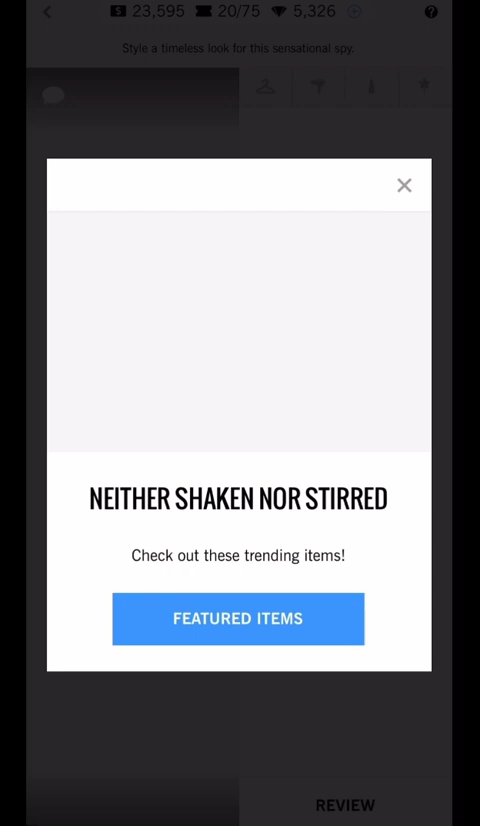 $ 23,595 20/75 5,326 + ?
Style a timeless look for this sensational spy.
NEITHER SHAKEN NOR STIRRED
Check out these trending items!
FEATURED ITEMS
REVIEW